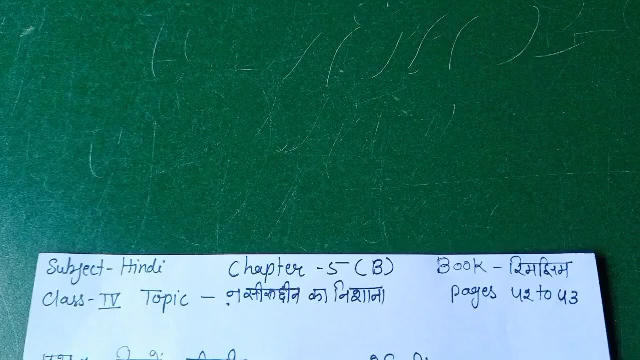 Subject- Hindi Chapter -5 (B) Book - रिमझिम
Class- IV Topic - नसीरूद्दीन का निशाना Pages 42 to 43